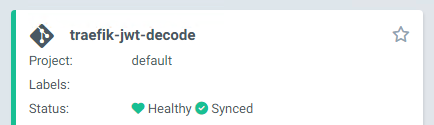 traefik-jwt-decode
Project: default
Labels:
Status: Healthy Synced